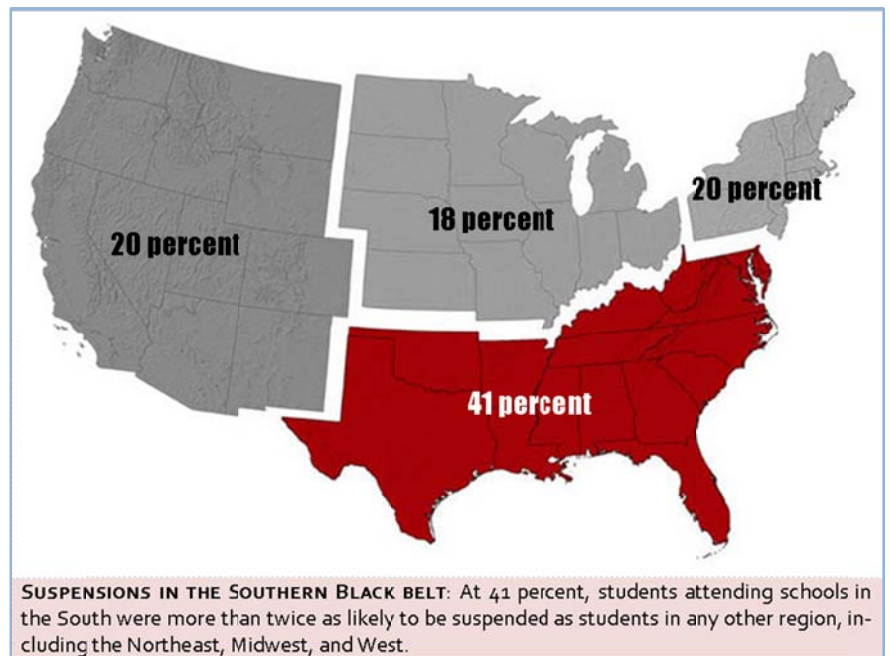 20 percent
18 percent
20 percent
41 percent
SUSPENSIONS IN THE SOUTHERN BLACK BELT: At 41 percent, students attending schools in
the South were more than twice as likely to be suspended as students in any other region, in-
cluding the Northeast, Midwest, and West.